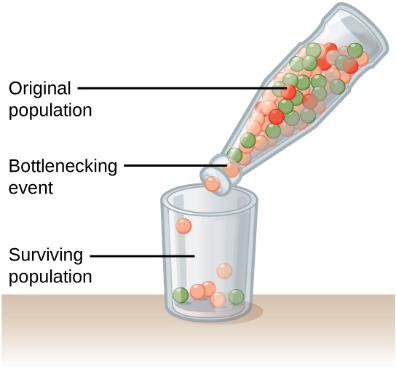 Original
population
Bottlenecking
event
Surviving
population